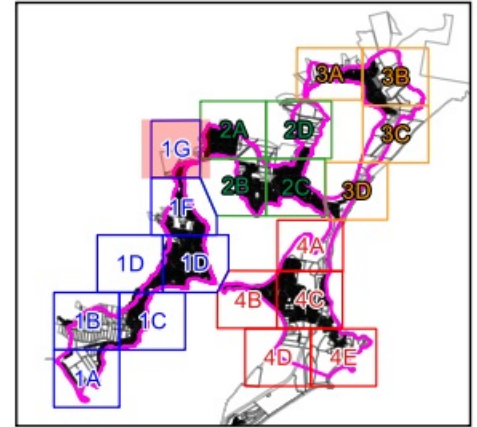 3A 3B
2A 2D 3C
1G
2B 2C 3D
1F
4A
1D 1D
4B 4C
1B 1C
4D 4E
1A